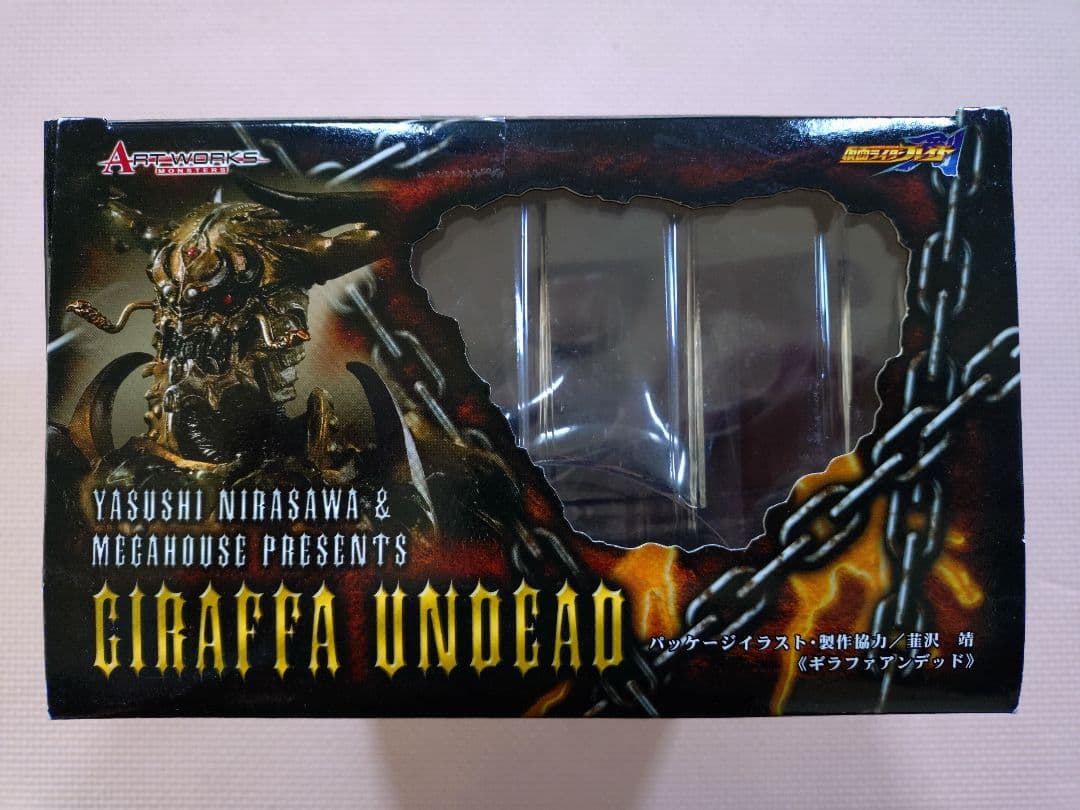 ART WORKS
MONSTERS
仮面ライダーブレイド
YASUSHI NIRASAWA &
MEGAHOUSE PRESENTS
GIRAFFA UNDEAD
パッケージイラスト・製作協力／韮沢 靖
《ギラファアンデッド》